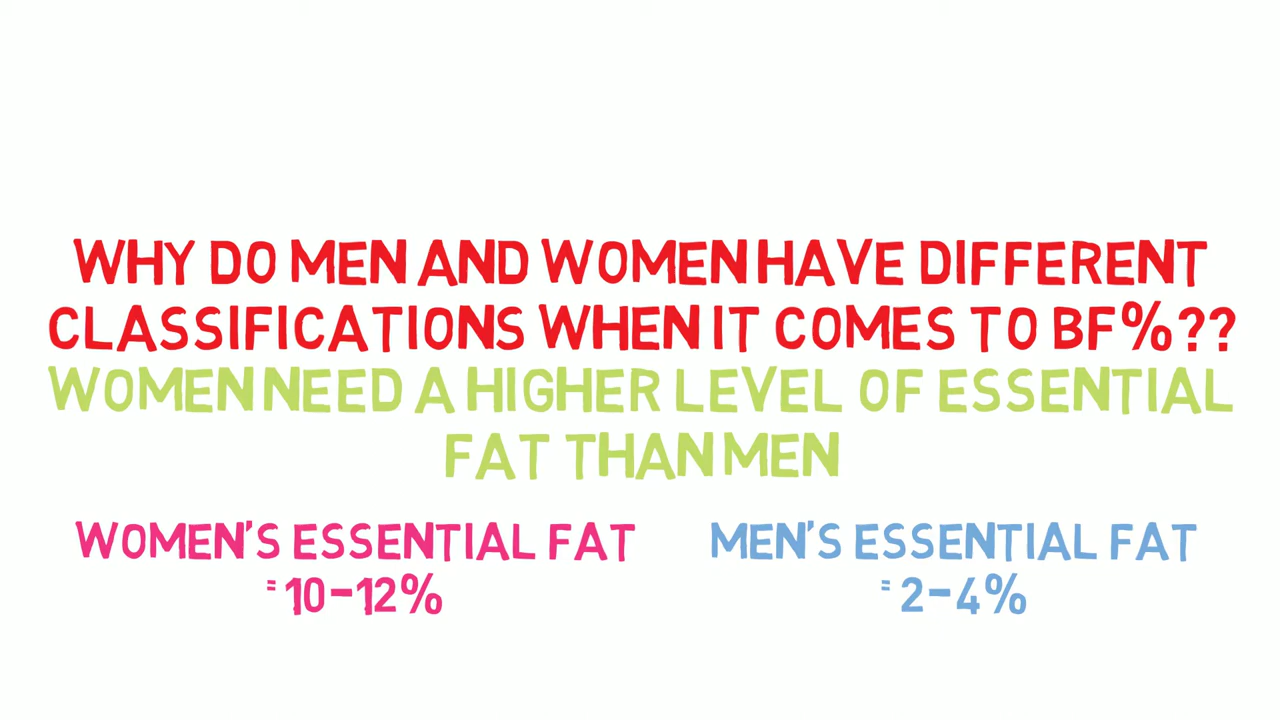 WHY DO MEN AND WOMEN HAVE DIFFERENT
CLASSIFICATIONS WHEN IT COMES TO BF%??
WOMEN NEED A HIGHER LEVEL OF ESSENTIAL
FAT THAN MEN
WOMEN'S ESSENTIAL FAT
=10-12%
MEN'S ESSENTIAL FAT
=2-4%